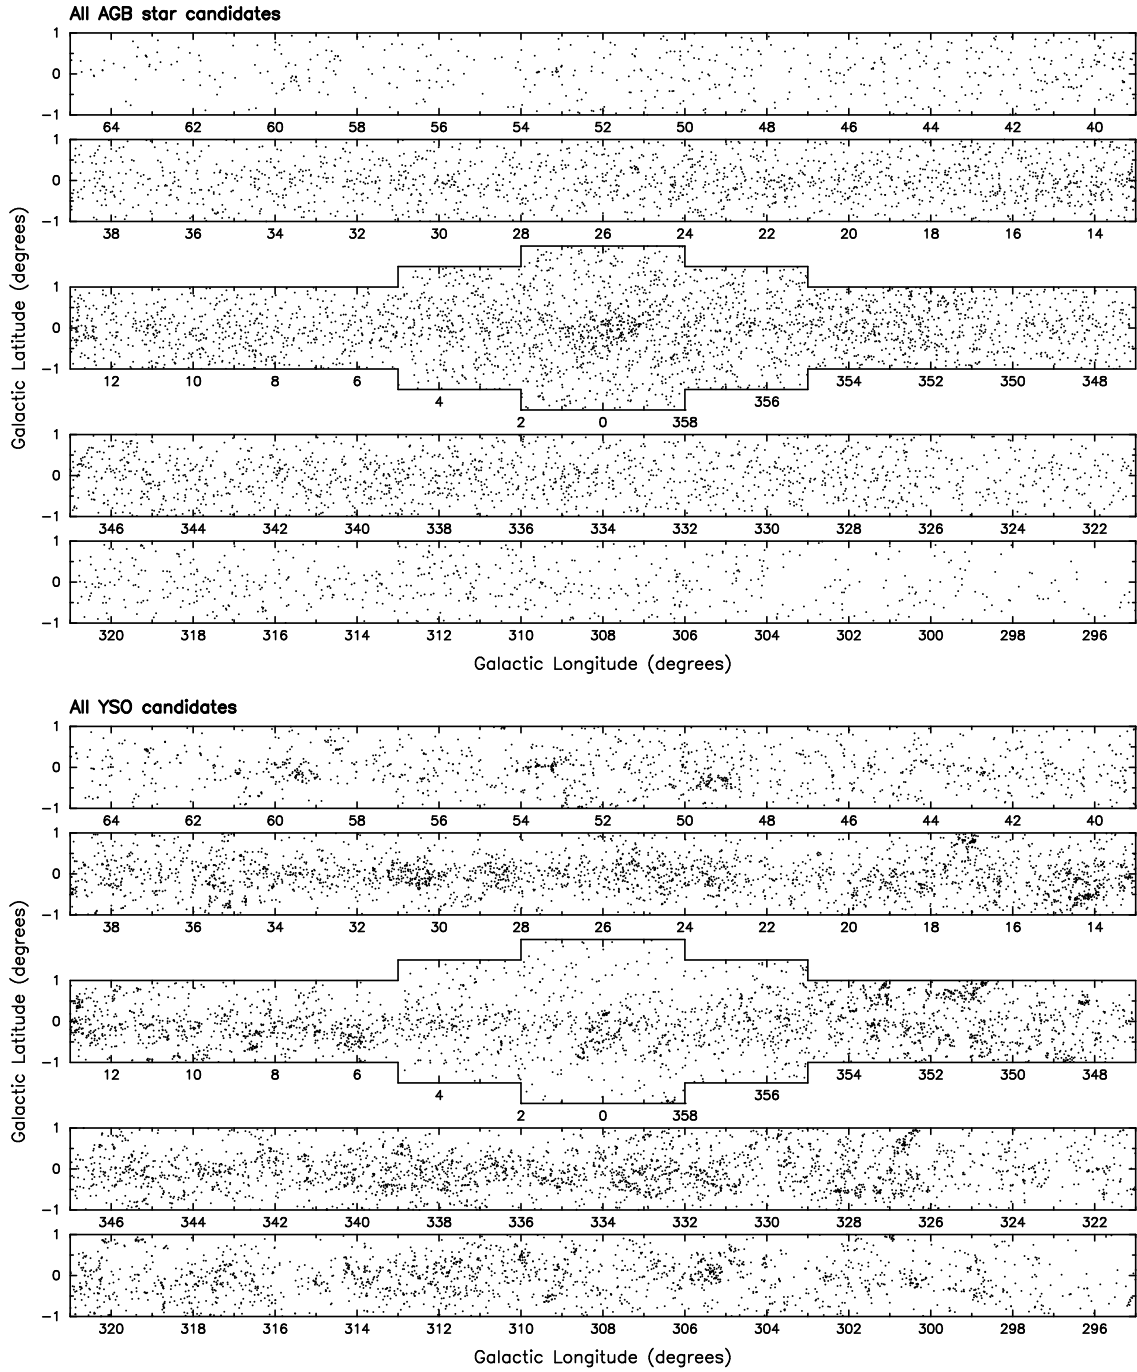 All AGB star candidates
1
0
−1
64 62 60 58 56 54 52 50 48 46 44 42 40
1
0
−1
38 36 34 32 30 28 26 24 22 20 18 16 14
1
0
−1
12 10 8 6 354 352 350 348
4 356
2 0 358
1
0
−1
346 344 342 340 338 336 334 332 330 328 326 324 322
1
0
−1
320 318 316 314 312 310 308 306 304 302 300 298 296
Galactic Latitude (degrees)
Galactic Longitude (degrees)
All YSO candidates
1
0
−1
64 62 60 58 56 54 52 50 48 46 44 42 40
1
0
−1
38 36 34 32 30 28 26 24 22 20 18 16 14
1
0
−1
12 10 8 6 354 352 350 348
4 356
2 0 358
1
0
−1
346 344 342 340 338 336 334 332 330 328 326 324 322
1
0
−1
320 318 316 314 312 310 308 306 304 302 300 298 296
Galactic Latitude (degrees)
Galactic Longitude (degrees)